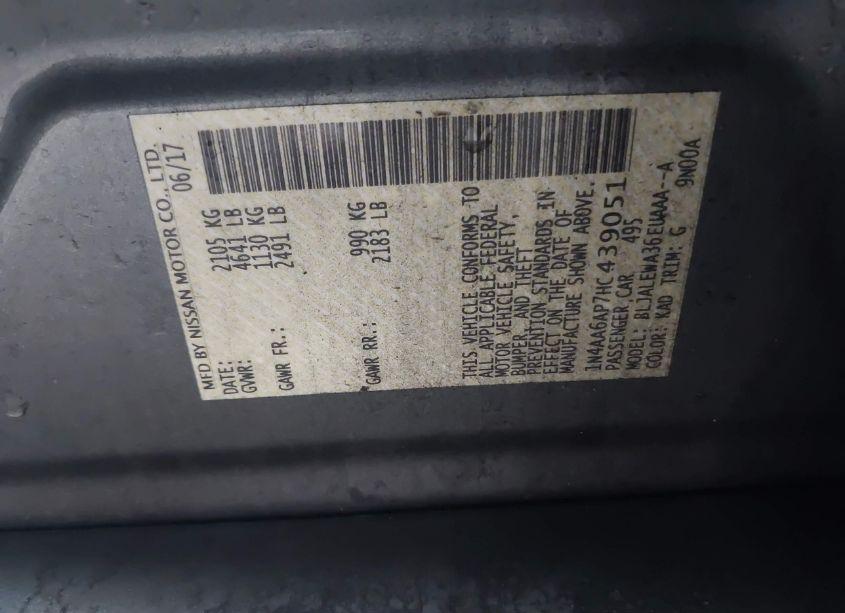 MFD BY NISSAN MOTOR CO., LTD.
DATE: 06/17
GVWR: 2105 KG
4641 LB
GAWR FR.: 1130 KG
2491 LB
GAWR RR.: 990 KG
2183 LB
THIS VEHICLE CONFORMS TO
ALL APPLICABLE FEDERAL
MOTOR VEHICLE SAFETY,
BUMPER, AND THEFT
PREVENTION STANDARDS IN
EFFECT ON THE DATE OF
MANUFACTURE SHOWN ABOVE.
1N4AA6AP7HC439051
PASSENGER CAR 495
MODEL: BLJALEWA36EUAAAA--A
COLOR: KAD TRIM: G 9N00A